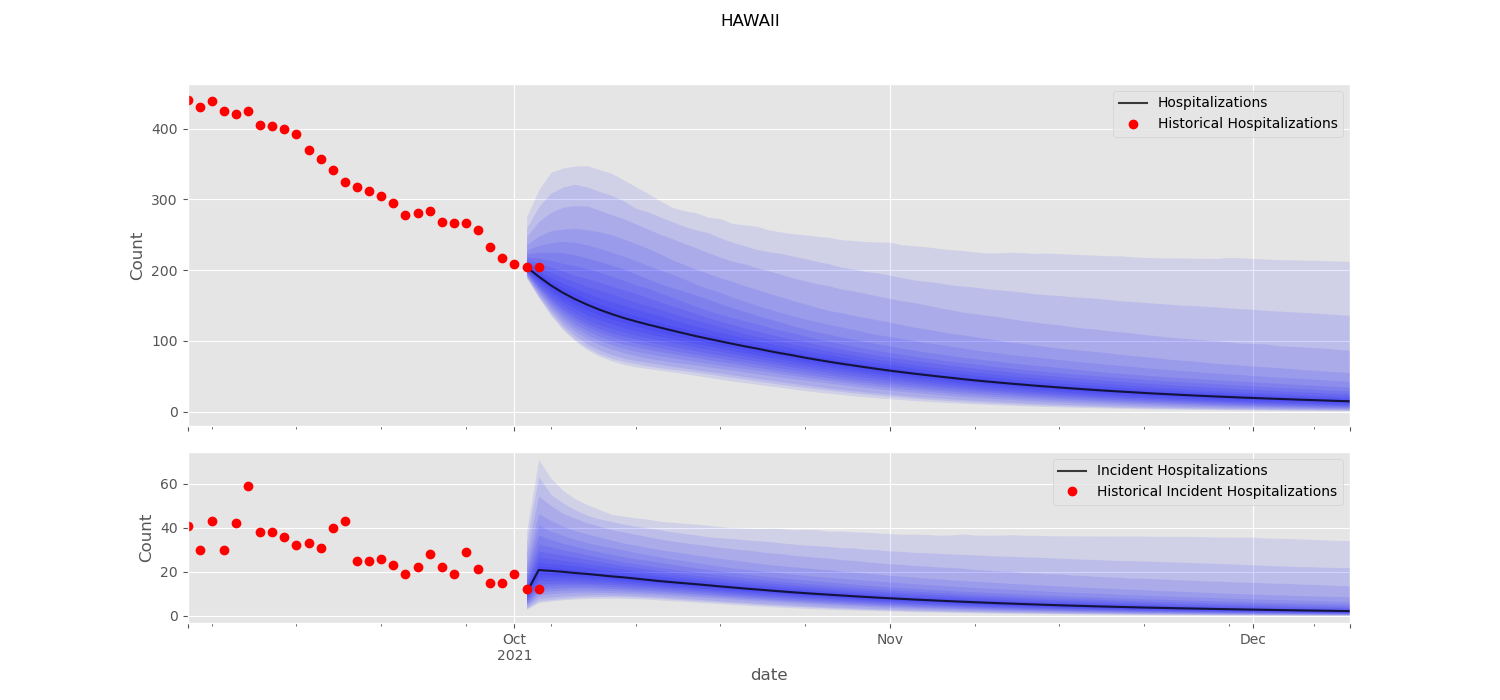 HAWAII
Hospitalizations
Historical Hospitalizations
400
300
200
100
0
Count
Incident Hospitalizations
Historical Incident Hospitalizations
60
40
20
0
Count
Oct
2021
Nov
Dec
date